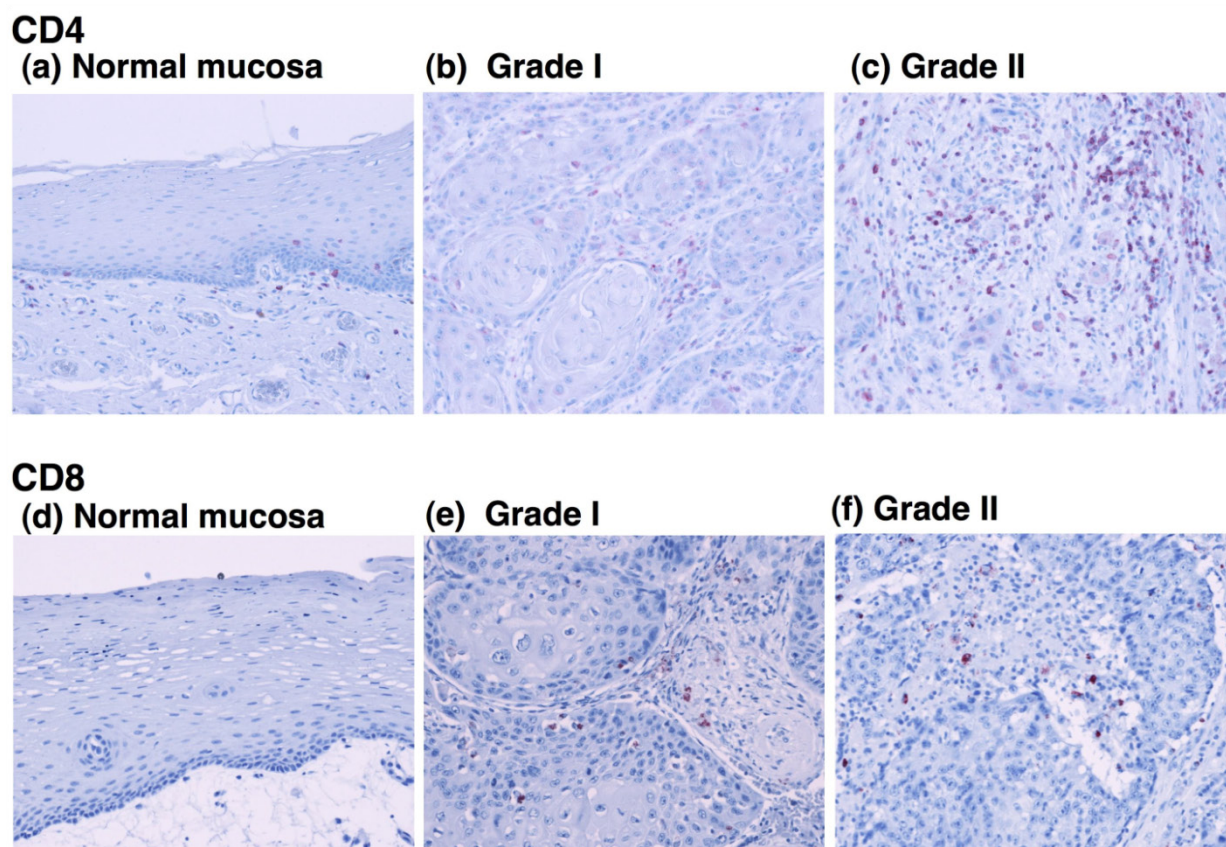 CD4
(a) Normal mucosa
(b) Grade I
(c) Grade II
CD8
(d) Normal mucosa
(e) Grade I
(f) Grade II